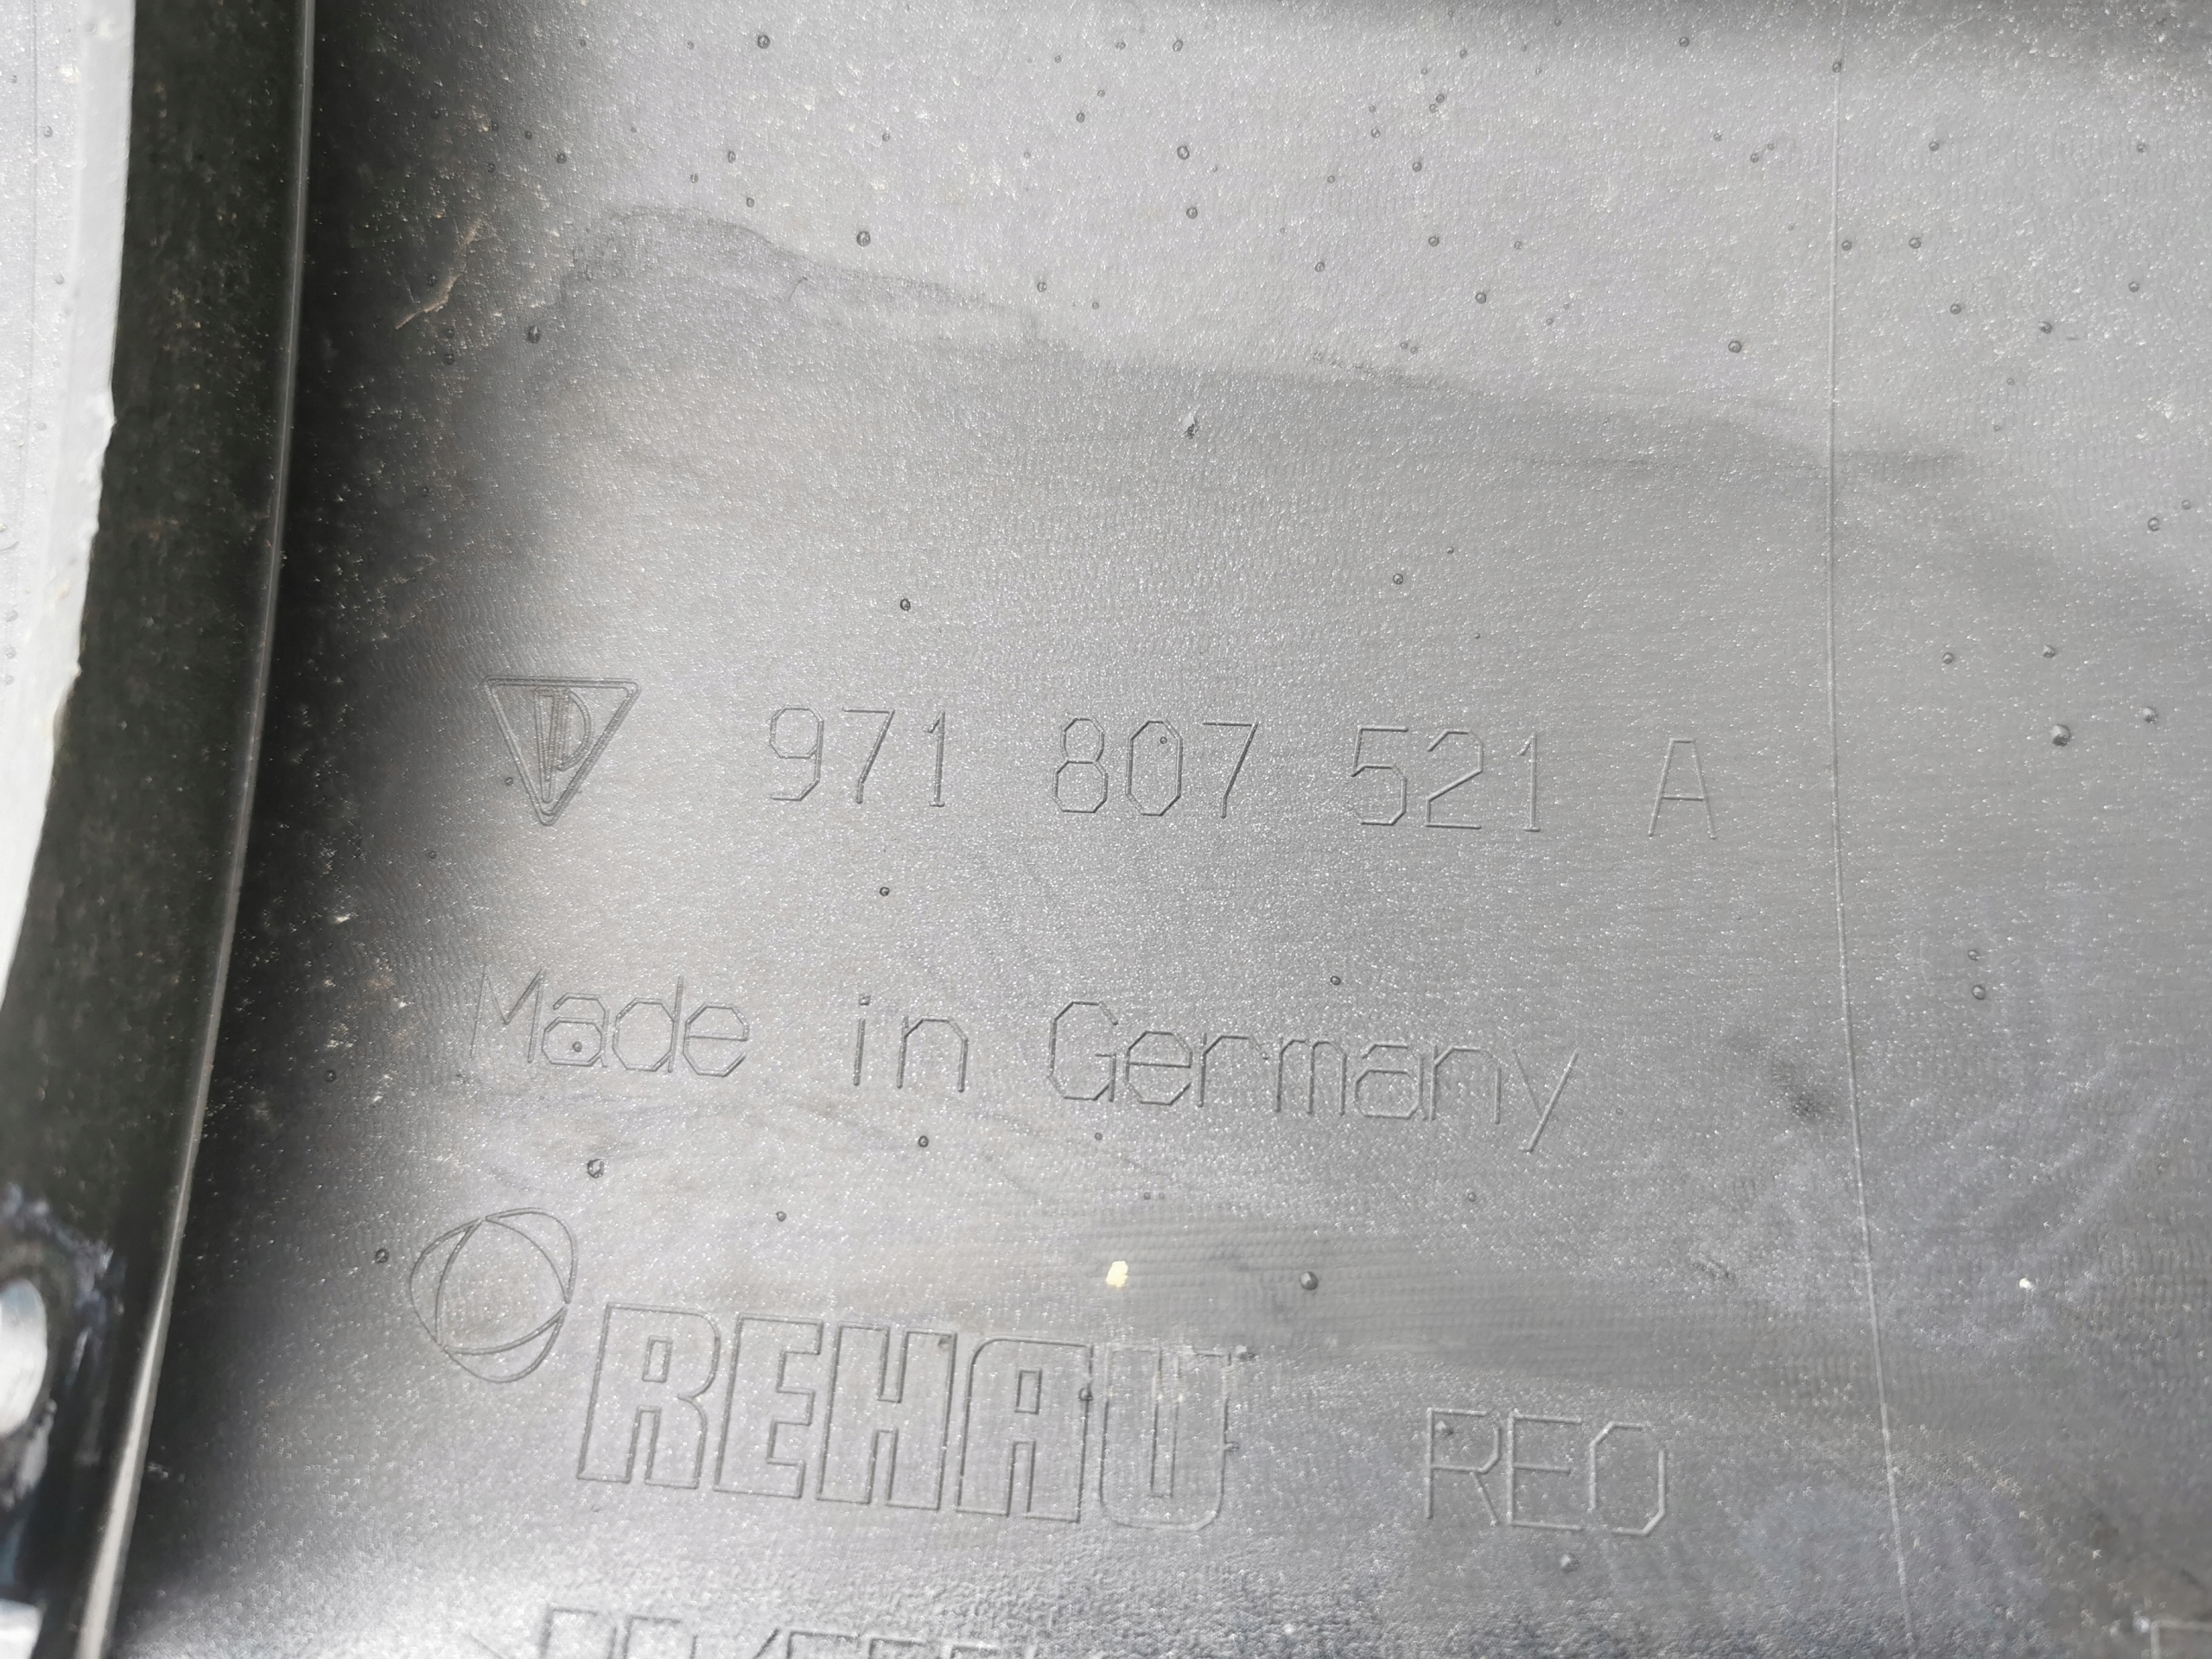 971 807 521 A
Made in Germany
REHAU REO